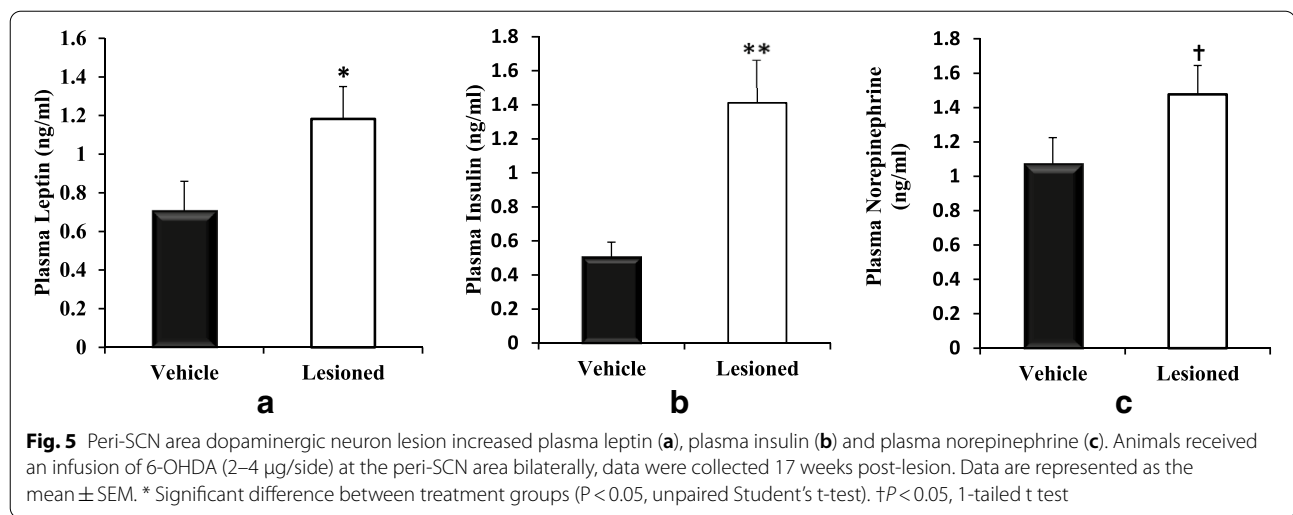 1.6
1.4
1.2
1
0.8
0.6
0.4
0.2
0
Plasma Leptin (ng/ml)
*
Vehicle Lesioned
a
1.8
1.6
1.4
1.2
1
0.8
0.6
0.4
0.2
0
Plasma Insulin (ng/ml)
**
Vehicle Lesioned
b
1.8
1.6
1.4
1.2
1
0.8
0.6
0.4
0.2
0
Plasma Norepinephrine
(ng/ml)
†
Vehicle Lesioned
c
Fig. 5 Peri-SCN area dopaminergic neuron lesion increased plasma leptin (a), plasma insulin (b) and plasma norepinephrine (c). Animals received
an infusion of 6-OHDA (2–4 µg/side) at the peri-SCN area bilaterally, data were collected 17 weeks post-lesion. Data are represented as the
mean ± SEM. * Significant difference between treatment groups (P < 0.05, unpaired Student's t-test). †P < 0.05, 1-tailed t test